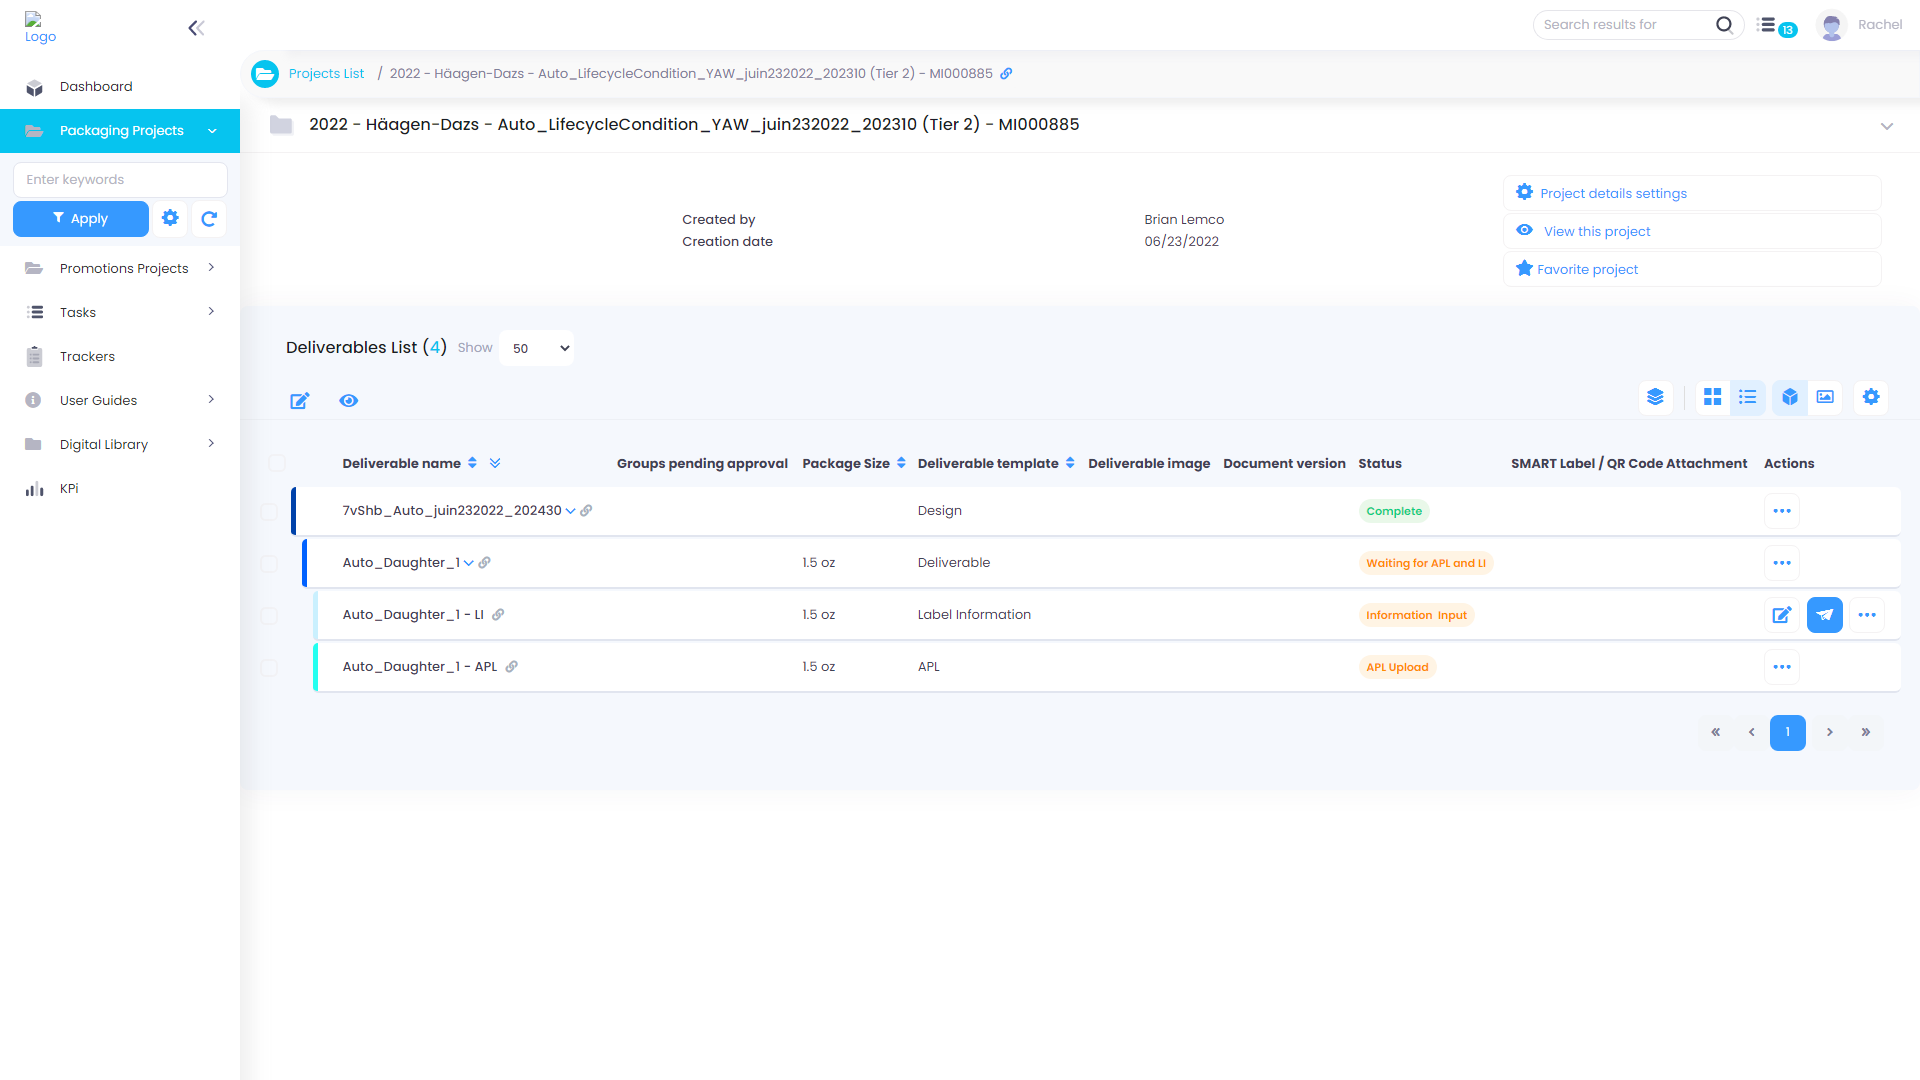 Logo
Search results for
13
Rachel
Projects List / 2022 - Häagen-Dazs - Auto_LifecycleCondition_YAW_juin232022_202310 (Tier 2) - MI000885
Dashboard
Packaging Projects
Enter keywords
Apply
Promotions Projects
Tasks
Trackers
User Guides
Digital Library
KPi
2022 - Häagen-Dazs - Auto_LifecycleCondition_YAW_juin232022_202310 (Tier 2) - MI000885
Created by Brian Lemco
Creation date 06/23/2022
Project details settings
View this project
Favorite project
Deliverables List (4) Show 50
Deliverable name Groups pending approval Package Size Deliverable template Deliverable image Document version Status SMART Label / QR Code Attachment Actions
7vShb_Auto_juin232022_202430 Design Complete
Auto_Daughter_1 1.5 oz Deliverable Waiting for APL and LI
Auto_Daughter_1 - LI 1.5 oz Label Information Information Input
Auto_Daughter_1 - APL 1.5 oz APL APL Upload
« ‹ 1 › »